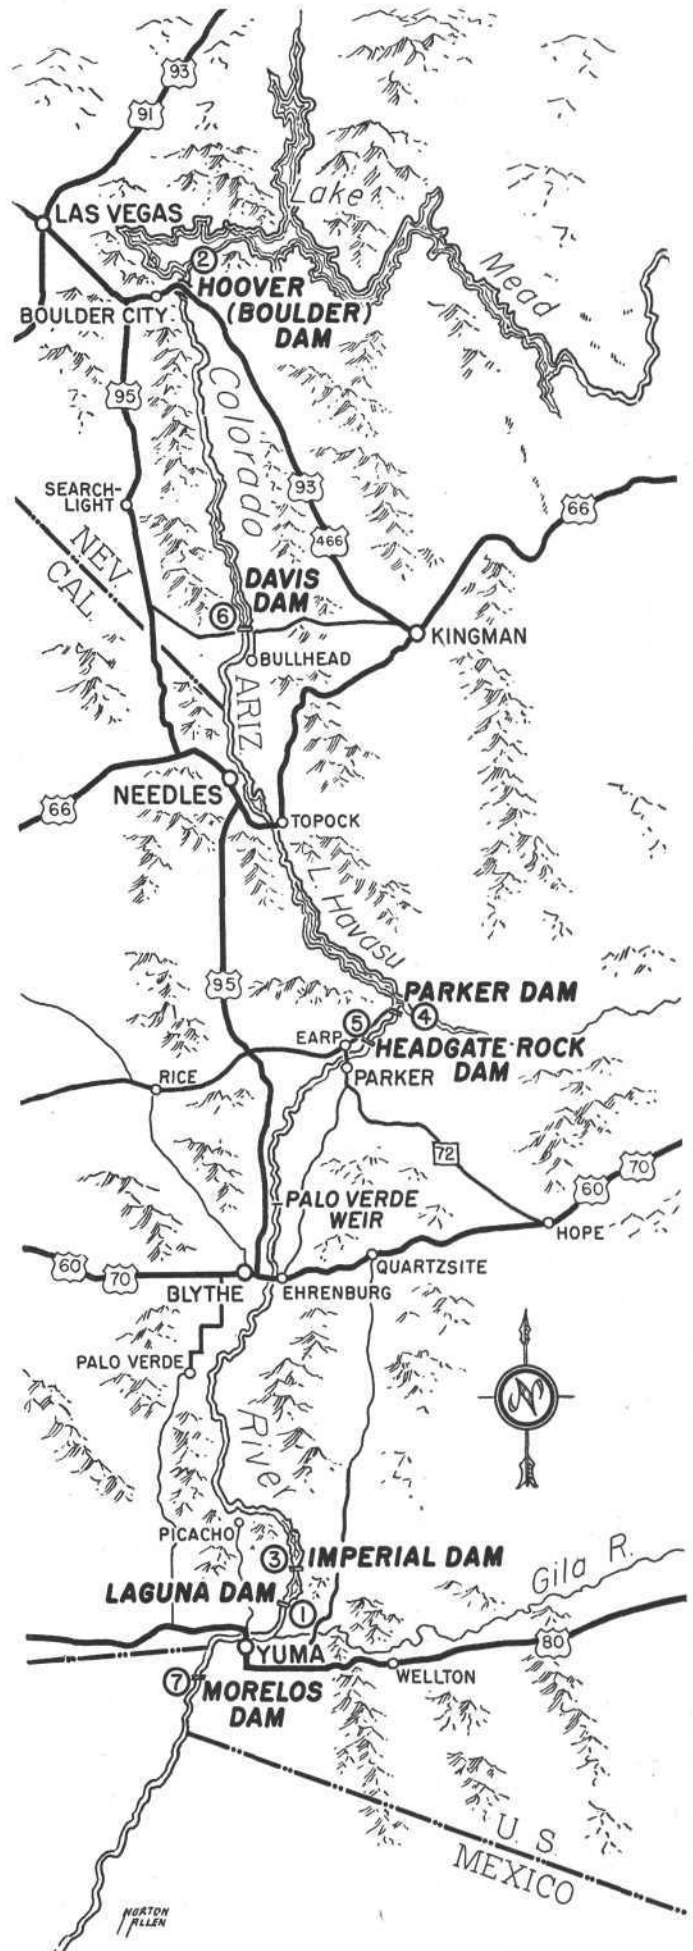 93
91
Lake
LAS VEGAS
2
Mead
HOOVER
(BOULDER)
DAM
BOULDER CITY
95
Colorado
93
SEARCH-
LIGHT
66
466
NEV.
CAL.
DAVIS
DAM
6
KINGMAN
BULLHEAD
ARIZ
NEEDLES
66
TOPOCK
L Havasu
95
PARKER DAM
5
4
EARP
HEADGATE ROCK
DAM
RICE
PARKER
72
70
60
PALO VERDE
WEIR
HOPE
60
70
QUARTZSITE
BLYTHE
EHRENBURG
PALO VERDE
N
River
PICACHO
3
IMPERIAL DAM
Gila R.
LAGUNA DAM
1
80
YUMA
WELLTON
7
MORELOS
DAM
U. S.
MEXICO
NORTON
ALLEN